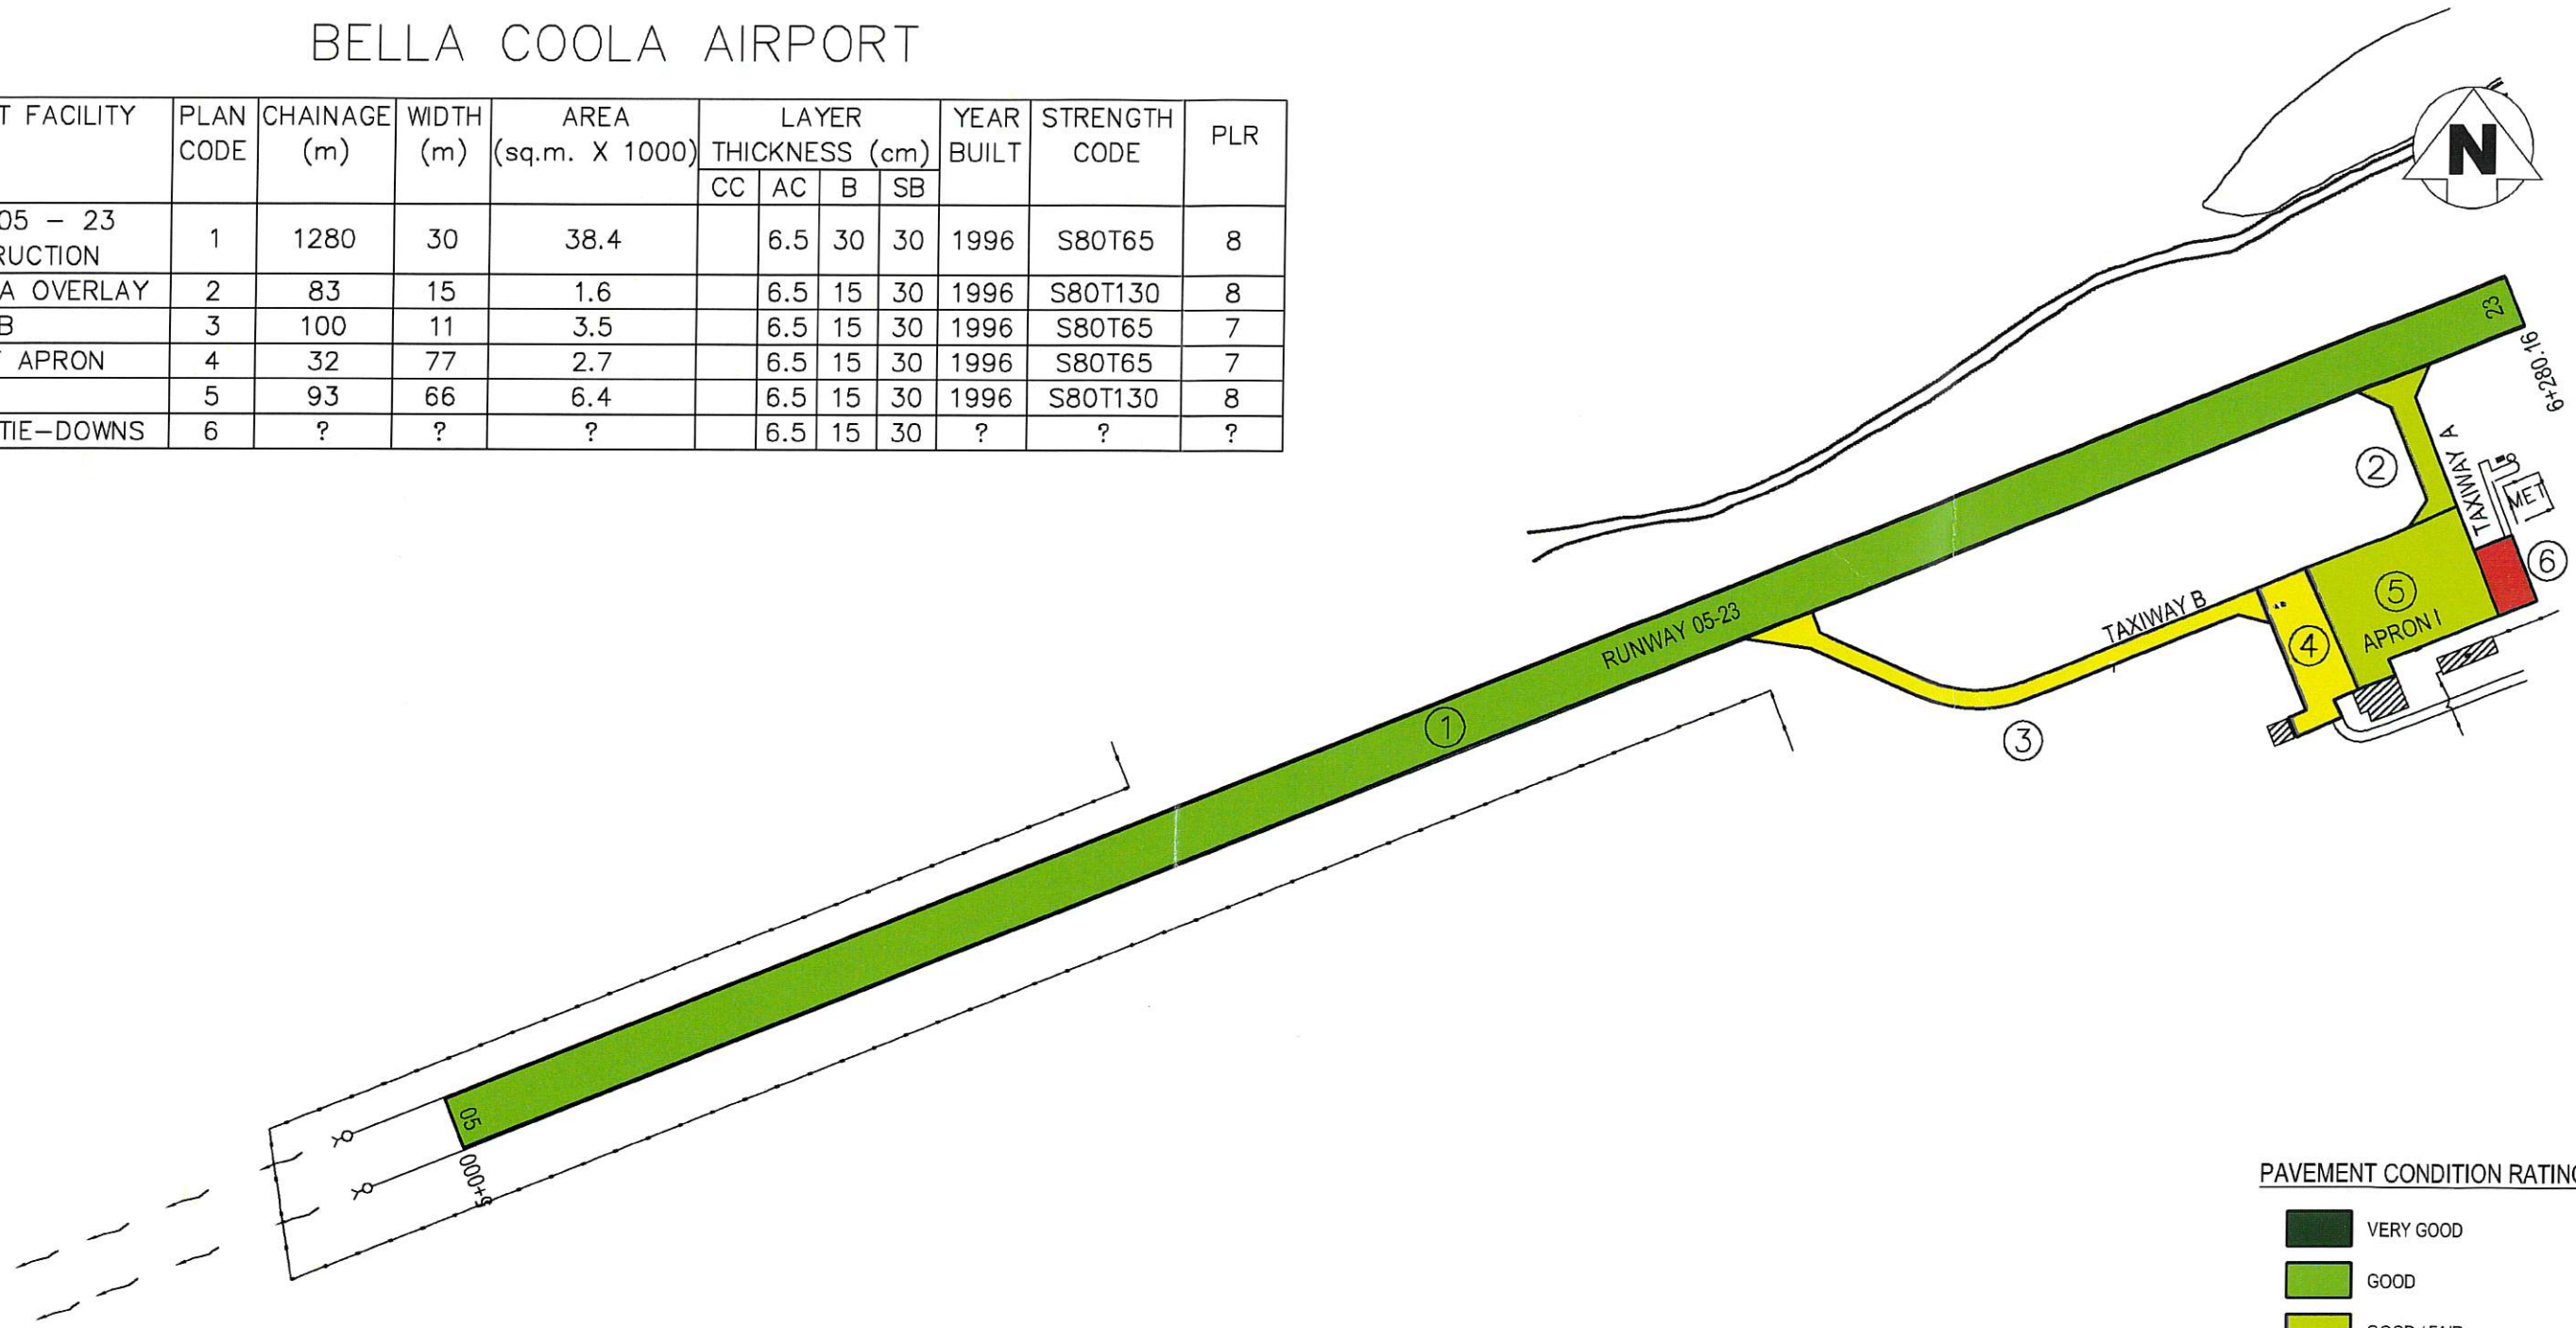 BELLA COOLA AIRPORT
T FACILITY PLAN CODE CHAINAGE (m) WIDTH (m) AREA (sq.m. X 1000) LAYER THICKNESS (cm) YEAR BUILT STRENGTH CODE PLR
CC AC B SB
05 – 23 RUCTION 1 1280 30 38.4 6.5 30 30 1996 S80T65 8
A OVERLAY 2 83 15 1.6 6.5 15 30 1996 S80T130 8
B 3 100 11 3.5 6.5 15 30 1996 S80T65 7
APRON 4 32 77 2.7 6.5 15 30 1996 S80T65 7
5 93 66 6.4 6.5 15 30 1996 S80T130 8
TIE–DOWNS 6 ? ? ? 6.5 15 30 ? ? ?
N
23
6+280.16
2
TAXIWAY A
MET
6
5
APRON I
4
TAXIWAY B
3
RUNWAY 05-23
1
05
5+000
PAVEMENT CONDITION RATING
VERY GOOD
GOOD